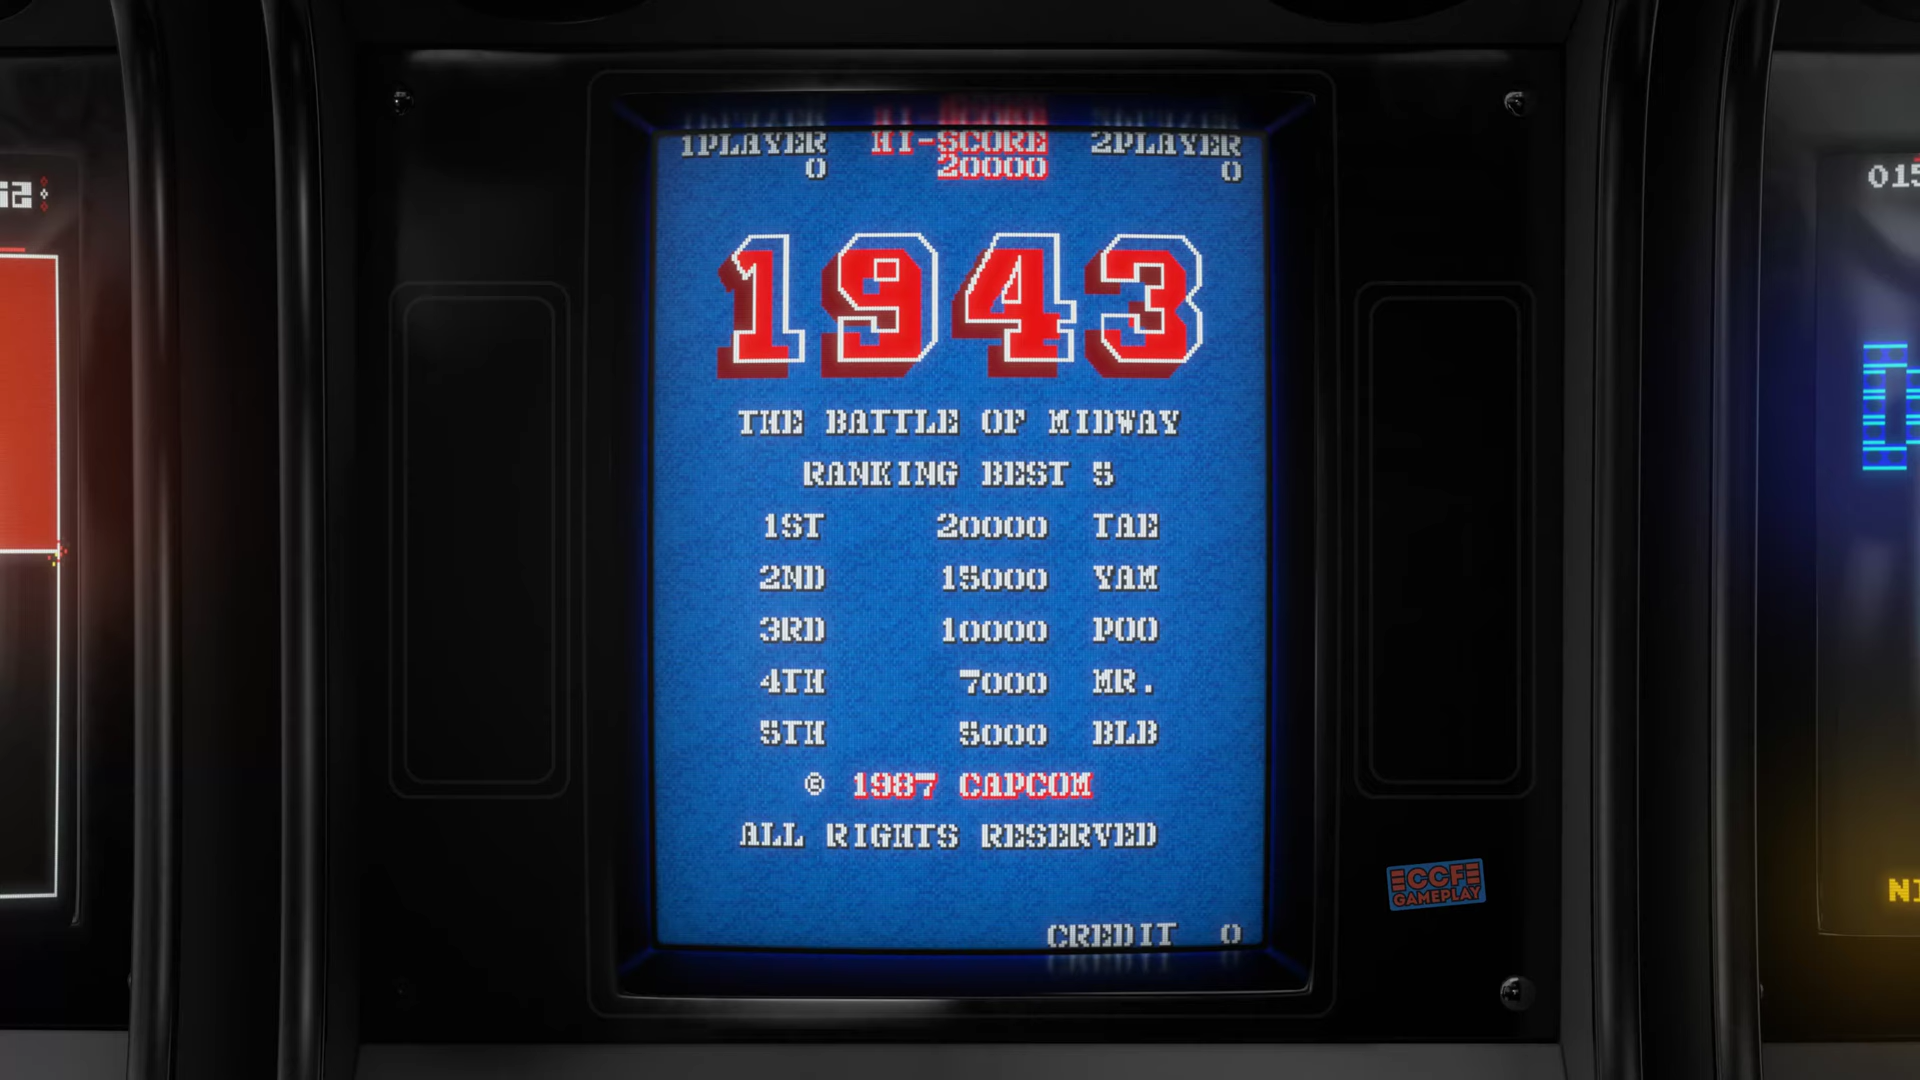 1PLAYER HI-SCORE 2PLAYER
0 20000 0
1943
THE BATTLE OF MIDWAY
RANKING BEST 5
1ST 20000 TAE
2ND 15000 YAM
3RD 10000 POO
4TH 7000 MR.
5TH 5000 BLB
© 1987 CAPCOM
ALL RIGHTS RESERVED
CREDIT 0
CCF
GAMEPLAY